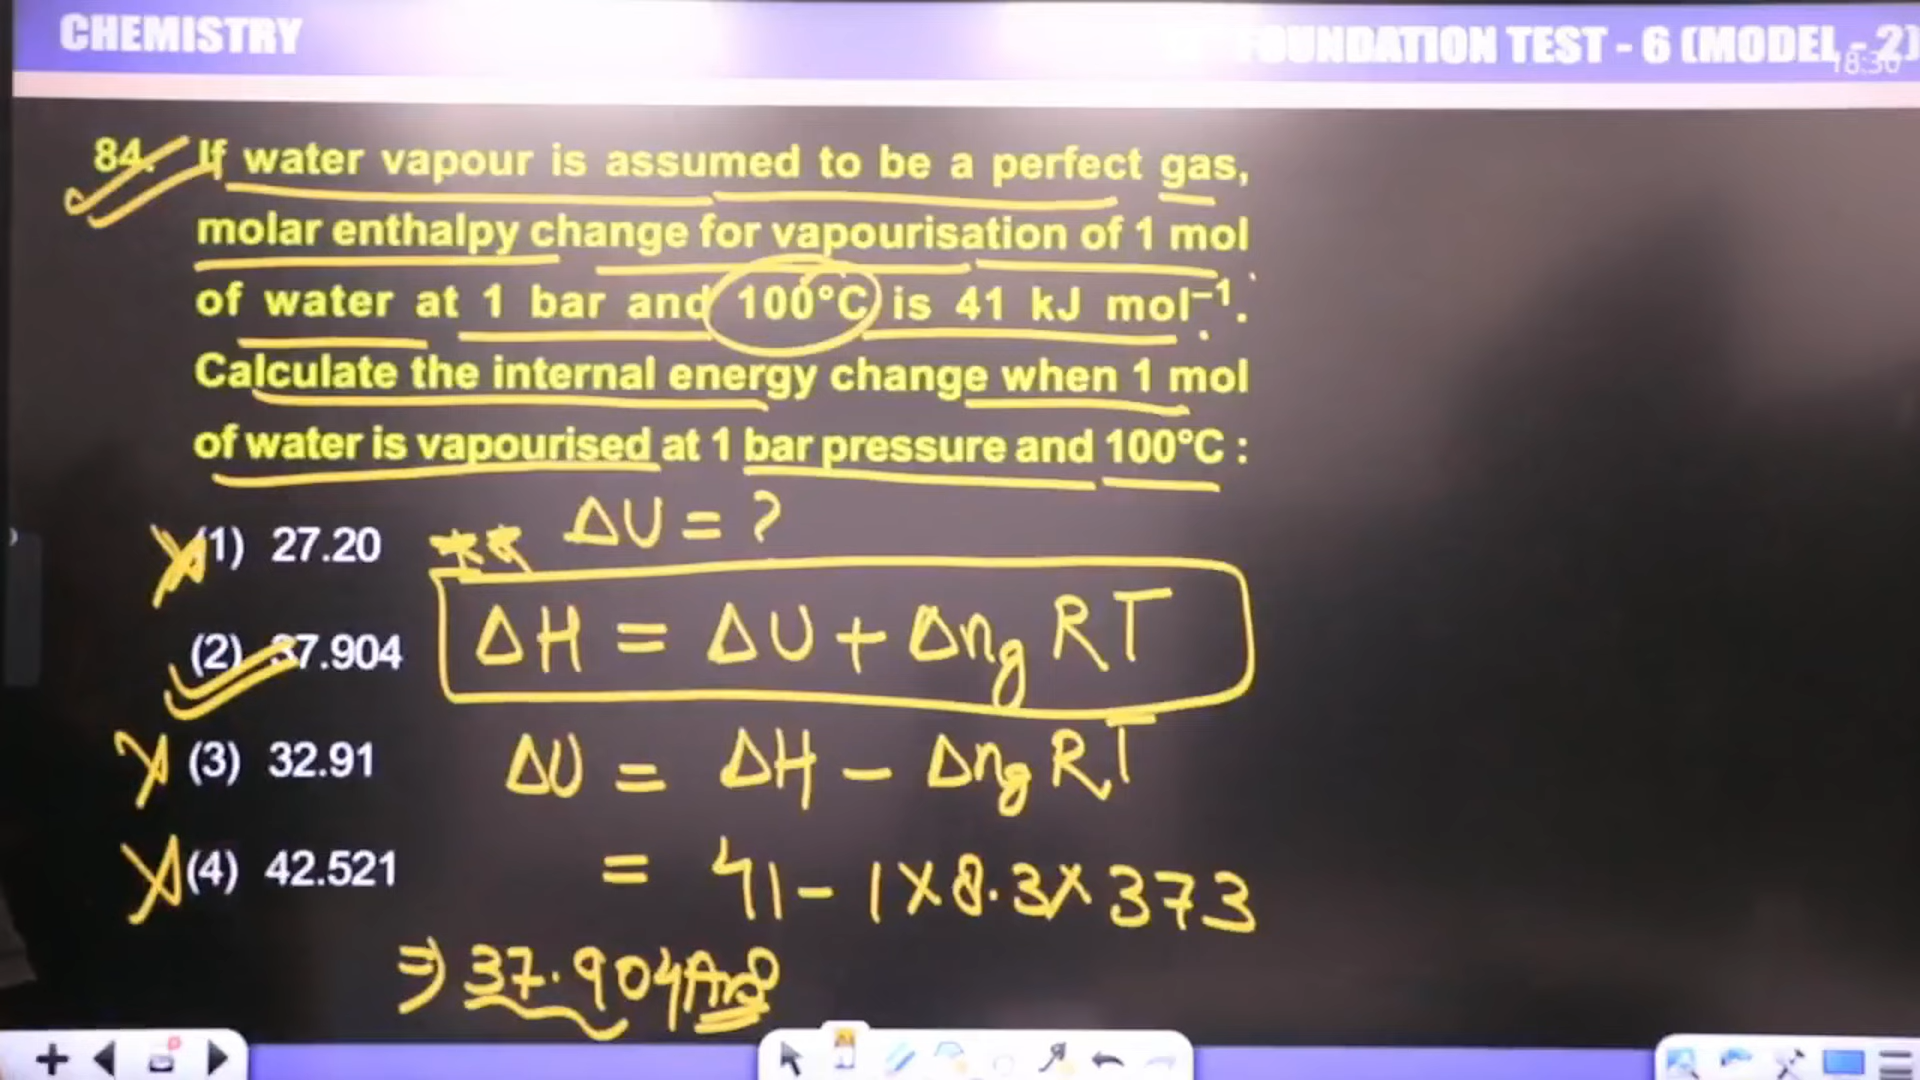 CHEMISTRY
FOUNDATION TEST - 6 (MODEL - 2)
18:30
84. If water vapour is assumed to be a perfect gas,
molar enthalpy change for vapourisation of 1 mol
of water at 1 bar and 100°C is 41 kJ mol⁻¹.
Calculate the internal energy change when 1 mol
of water is vapourised at 1 bar pressure and 100°C :
ΔU = ?
(1) 27.20
(2) 37.904
ΔH = ΔU + Δng RT
(3) 32.91
ΔU = ΔH - Δng RT
(4) 42.521
= 41 - 1 × 8.3 × 373
⇒ 37.904 Ans